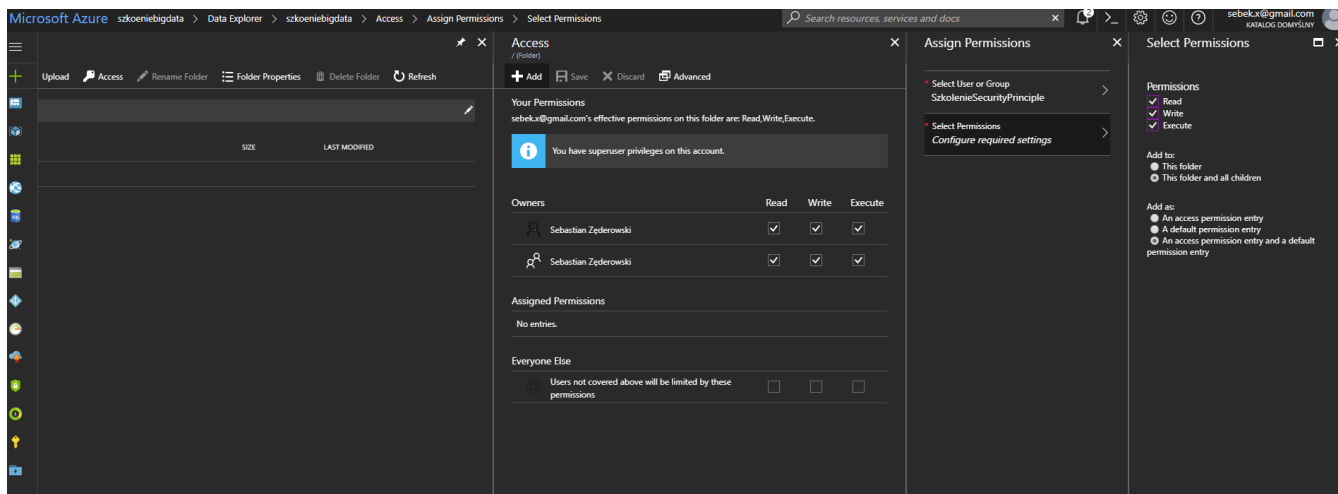 Microsoft Azure szkoeniebigdata > Data Explorer > szkoeniebigdata > Access > Assign Permissions > Select Permissions
Search resources, services and docs
2
sebek.x@gmail.com
KATALOG DOMYŚLNY
Upload Access Rename Folder Folder Properties Delete Folder Refresh
SIZE LAST MODIFIED
Access
/ (Folder)
Add Save Discard Advanced
Your Permissions
sebek.x@gmail.com's effective permissions on this folder are: Read,Write,Execute.
You have superuser privileges on this account.
Owners Read Write Execute
Sebastian Zęderowski
Sebastian Zęderowski
Assigned Permissions
No entries.
Everyone Else
Users not covered above will be limited by these
permissions
Assign Permissions
* Select User or Group
SzkolenieSecurityPrinciple
* Select Permissions
Configure required settings
Select Permissions
Permissions
Read
Write
Execute
Add to:
This folder
This folder and all children
Add as:
An access permission entry
A default permission entry
An access permission entry and a default
permission entry